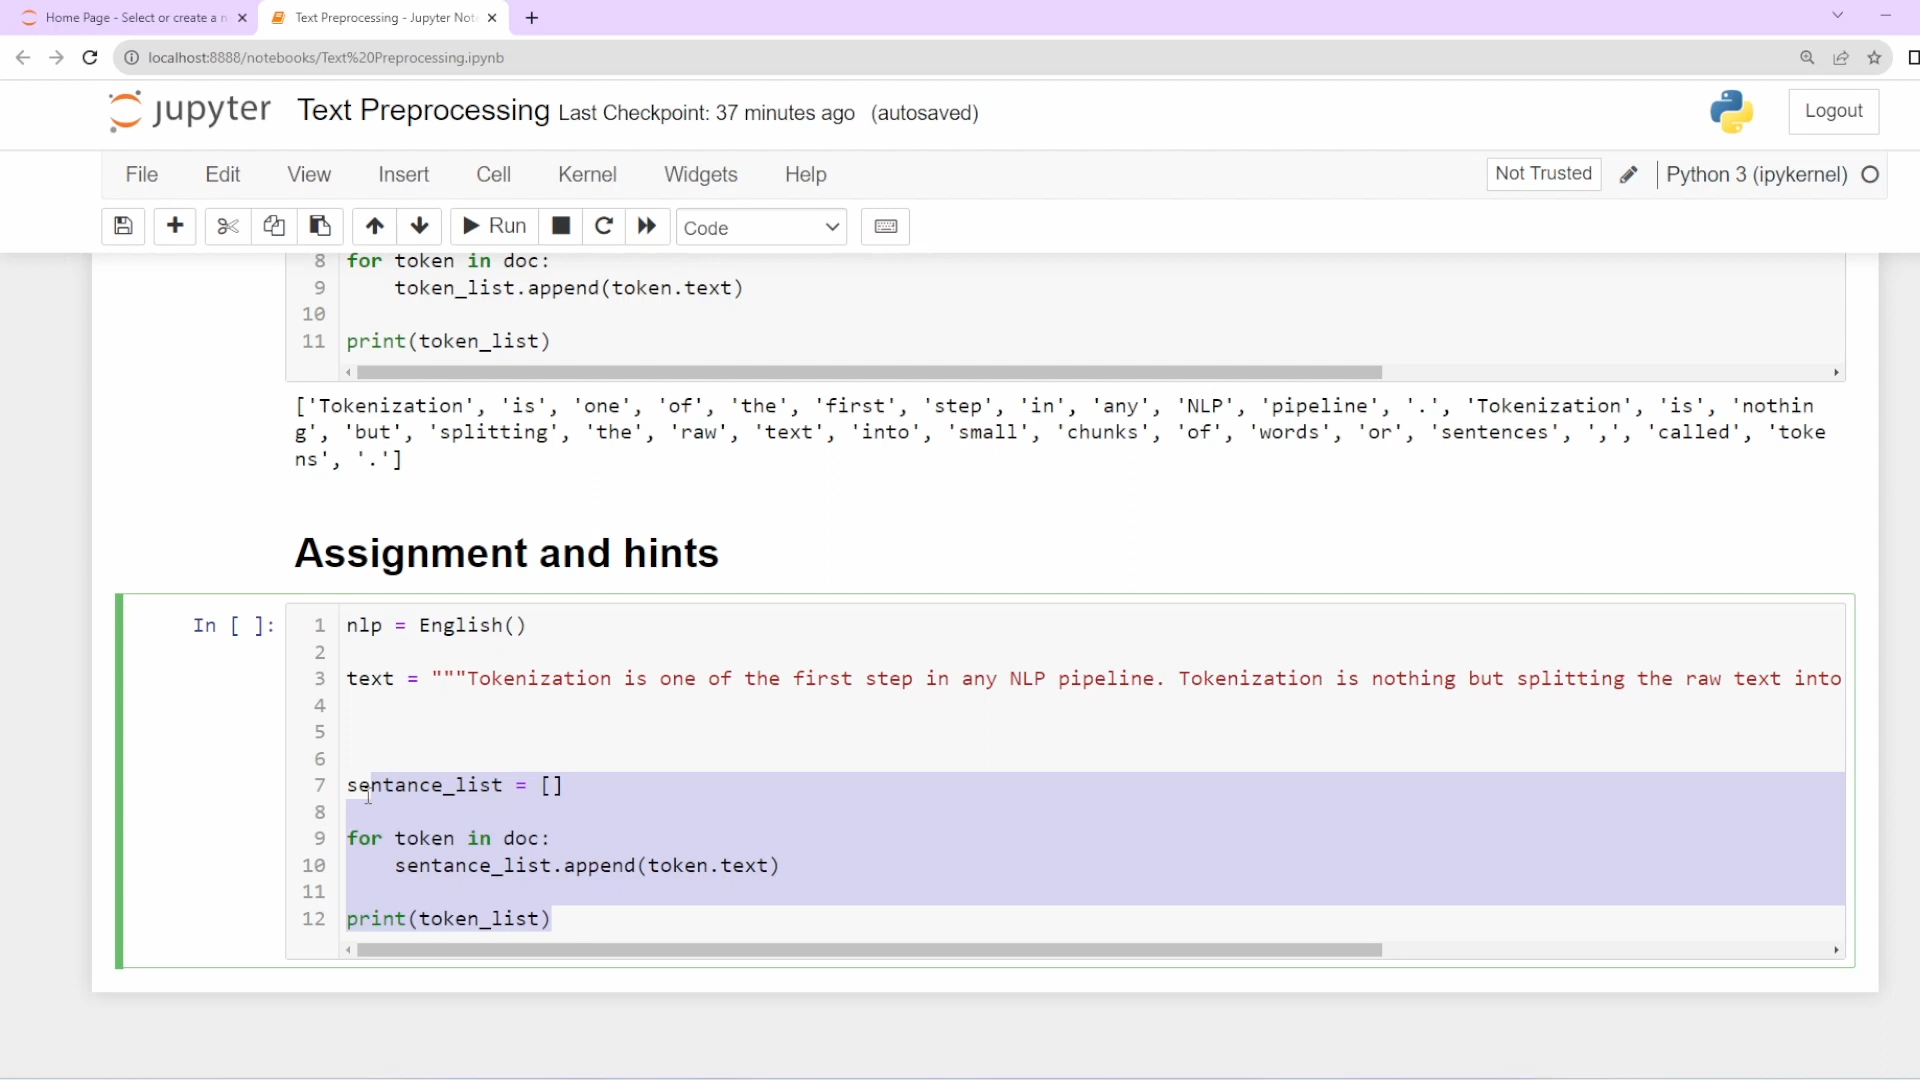 Home Page - Select or create a n
Text Preprocessing - Jupyter Not
localhost:8888/notebooks/Text%20Preprocessing.ipynb
jupyter Text Preprocessing Last Checkpoint: 37 minutes ago (autosaved)
Logout
File Edit View Insert Cell Kernel Widgets Help
Not Trusted
Python 3 (ipykernel)
Run
Code
8 for token in doc:
9 token_list.append(token.text)
10
11 print(token_list)
['Tokenization', 'is', 'one', 'of', 'the', 'first', 'step', 'in', 'any', 'NLP', 'pipeline', '.', 'Tokenization', 'is', 'nothin
g', 'but', 'splitting', 'the', 'raw', 'text', 'into', 'small', 'chunks', 'of', 'words', 'or', 'sentences', ',', 'called', 'toke
ns', '.']
Assignment and hints
In [ ]:
1 nlp = English()
2
3 text = """Tokenization is one of the first step in any NLP pipeline. Tokenization is nothing but splitting the raw text into
4
5
6
7 sentance_list = []
8
9 for token in doc:
10 sentance_list.append(token.text)
11
12 print(token_list)